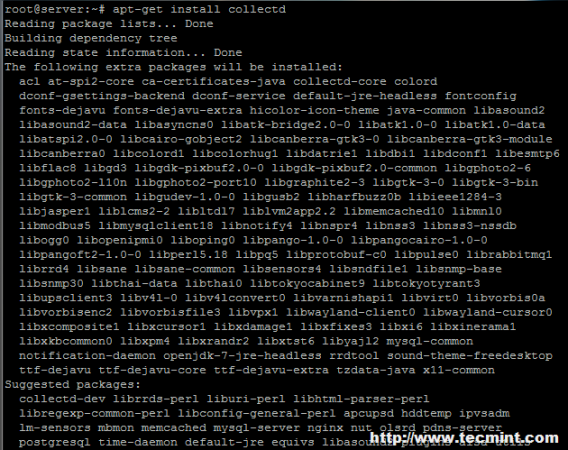 root@server:~# apt-get install collectd
Reading package lists... Done
Building dependency tree
Reading state information... Done
The following extra packages will be installed:
acl at-spi2-core ca-certificates-java collectd-core colord
dconf-gsettings-backend dconf-service default-jre-headless fontconfig
fonts-dejavu fonts-dejavu-extra hicolor-icon-theme java-common libasound2
libasound2-data libasyncns0 libatk-bridge2.0-0 libatk1.0-0 libatk1.0-data
libatspi2.0-0 libcairo-gobject2 libcanberra-gtk3-0 libcanberra-gtk3-module
libcanberra0 libcolord1 libcolorhug1 libdatrie1 libdbi1 libdconf1 libesmtp6
libflac8 libgd3 libgdk-pixbuf2.0-0 libgdk-pixbuf2.0-common libgphoto2-6
libgphoto2-l10n libgphoto2-port10 libgraphite2-3 libgtk-3-0 libgtk-3-bin
libgtk-3-common libgudev-1.0-0 libgusb2 libharfbuzz0b libieee1284-3
libjasper1 liblcms2-2 libltdl7 liblvm2app2.2 libmemcached10 libmnl0
libmodbus5 libmysqlclient18 libnotify4 libnspr4 libnss3 libnss3-nssdb
libogg0 libopenipmi0 liboping0 libpango-1.0-0 libpangocairo-1.0-0
libpangoft2-1.0-0 libperl5.18 libpq5 libprotobuf-c0 libpulse0 librabbitmq1
librrd4 libsane libsane-common libsensors4 libsndfile1 libsnmp-base
libsnmp30 libthai-data libthai0 libtokyocabinet9 libtokyotyrant3
libupsclient3 libv4l-0 libv4lconvert0 libvarnishapi1 libvirt0 libvorbis0a
libvorbisenc2 libvorbisfile3 libvpx1 libwayland-client0 libwayland-cursor0
libxcomposite1 libxcursor1 libxdamage1 libxfixes3 libxi6 libxinerama1
libxkbcommon0 libxpm4 libxrandr2 libxtst6 libyajl2 mysql-common
notification-daemon openjdk-7-jre-headless rrdtool sound-theme-freedesktop
ttf-dejavu ttf-dejavu-core ttf-dejavu-extra tzdata-java x11-common
Suggested packages:
collectd-dev librrds-perl liburi-perl libhtml-parser-perl
libregexp-common-perl libconfig-general-perl apcupsd hddtemp ipvsadm
lm-sensors mbmon memcached mysql-server nginx nut olsrd pdns-server
postgresql time-daemon default-jre equivs libasound2-plugins alsa-utils
http://www.tecmint.com